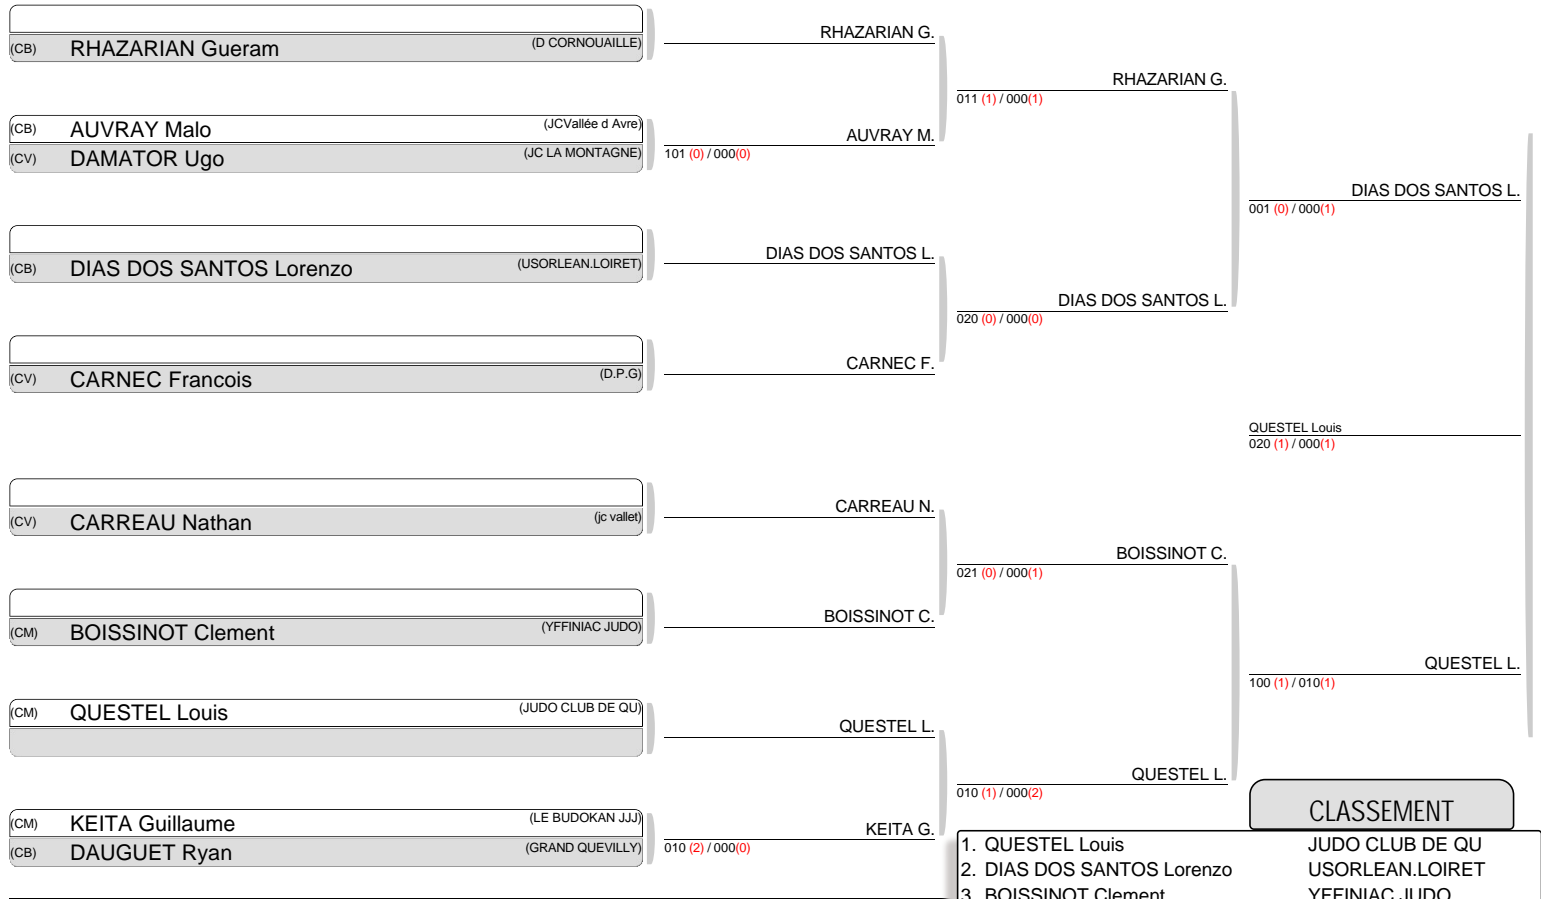 (CB) RHAZARIAN Gueram (D CORNOUAILLE)
(CB) AUVRAY Malo (JCVallée d Avre)
(CV) DAMATOR Ugo (JC LA MONTAGNE)
(CB) DIAS DOS SANTOS Lorenzo (USORLEAN.LOIRET)
(CV) CARNEC Francois (D.P.G)
(CV) CARREAU Nathan (jc vallet)
(CM) BOISSINOT Clement (YFFINIAC JUDO)
(CM) QUESTEL Louis (JUDO CLUB DE QU)
(CM) KEITA Guillaume (LE BUDOKAN JJJ)
(CB) DAUGUET Ryan (GRAND QUEVILLY)
RHAZARIAN G.
AUVRAY M.
101 (0) / 000(0)
DIAS DOS SANTOS L.
CARNEC F.
CARREAU N.
BOISSINOT C.
QUESTEL L.
KEITA G.
010 (2) / 000(0)
RHAZARIAN G.
011 (1) / 000(1)
DIAS DOS SANTOS L.
020 (0) / 000(0)
BOISSINOT C.
021 (0) / 000(1)
QUESTEL L.
010 (1) / 000(2)
DIAS DOS SANTOS L.
001 (0) / 000(1)
QUESTEL Louis
020 (1) / 000(1)
QUESTEL L.
100 (1) / 010(1)
CLASSEMENT
1. QUESTEL Louis JUDO CLUB DE QU
2. DIAS DOS SANTOS Lorenzo USORLEAN.LOIRET
3. BOISSINOT Clement YFFINIAC JUDO